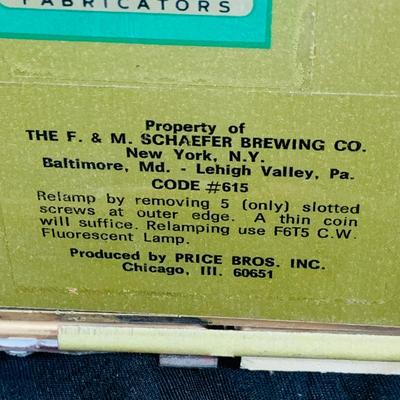 FABRICATORS
Property of
THE F. & M. SCHAEFER BREWING CO.
New York, N.Y.
Baltimore, Md. - Lehigh Valley, Pa.
CODE #615
Relamp by removing 5 (only) slotted
screws at outer edge. A thin coin
will suffice. Relamping use F6T5 C.W.
Fluorescent Lamp.
Produced by PRICE BROS. INC.
Chicago, Ill. 60651